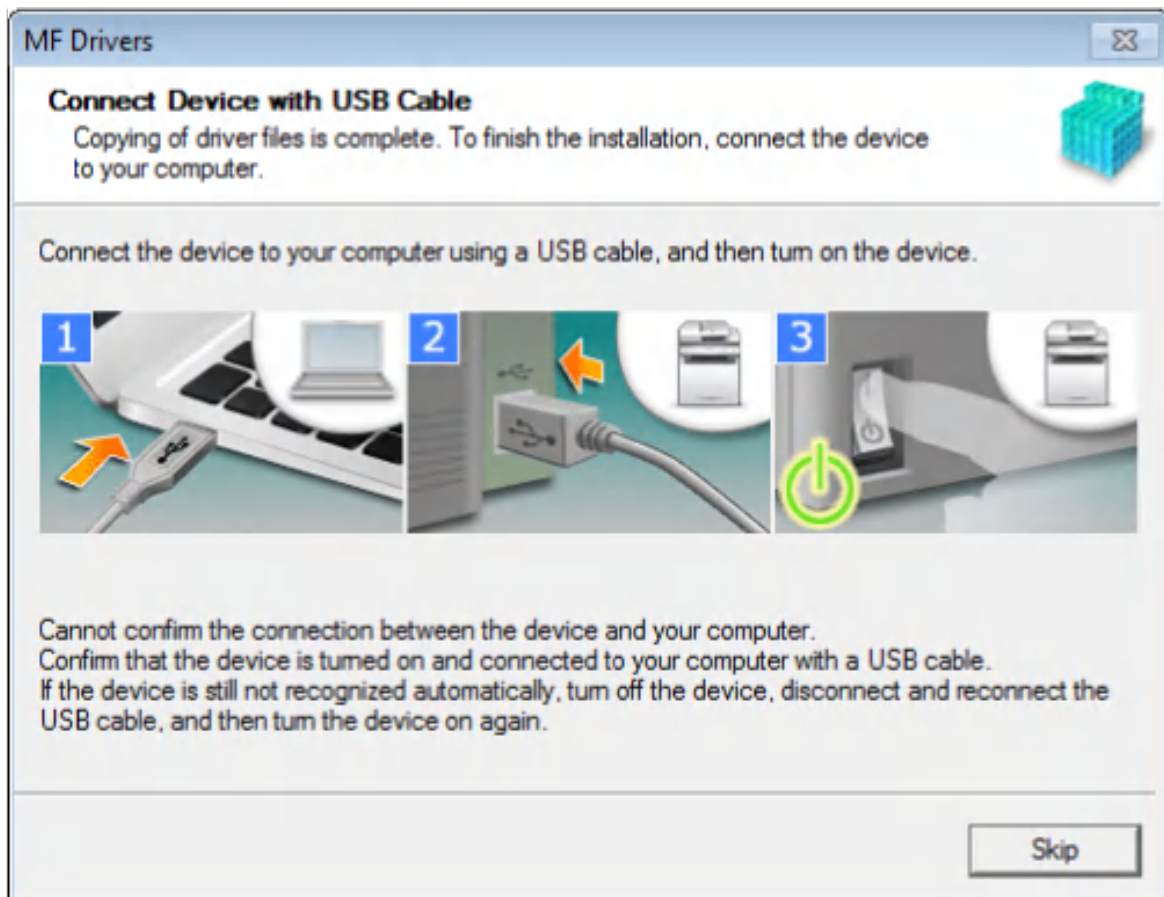 MF Drivers
Connect Device with USB Cable
Copying of driver files is complete. To finish the installation, connect the device
to your computer.
Connect the device to your computer using a USB cable, and then turn on the device.
1
2
3
Cannot confirm the connection between the device and your computer.
Confirm that the device is turned on and connected to your computer with a USB cable.
If the device is still not recognized automatically, turn off the device, disconnect and reconnect the
USB cable, and then turn the device on again.
Skip